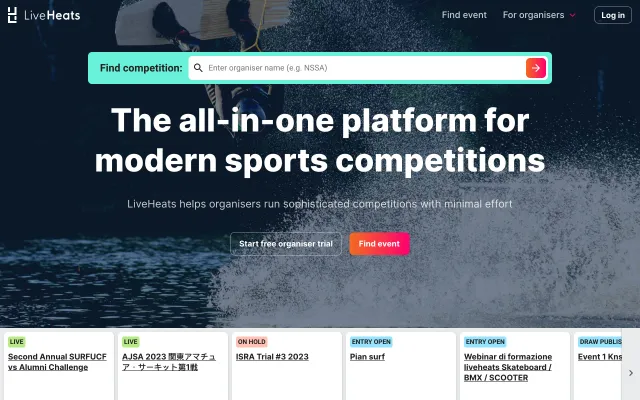 LiveHeats
Find event
For organisers
Log in
Find competition:
Enter organiser name (e.g. NSSA)
The all-in-one platform for
modern sports competitions
LiveHeats helps organisers run sophisticated competitions with minimal effort
Start free organiser trial
Find event
LIVE
Second Annual SURFUCF
vs Alumni Challenge
LIVE
AJSA 2023 関東アマチュ
ア・サーキット第1戦
ON HOLD
ISRA Trial #3 2023
ENTRY OPEN
Pian surf
ENTRY OPEN
Webinar di formazione
liveheats Skateboard /
BMX / SCOOTER
DRAW PUBLIS
Event 1 Kns